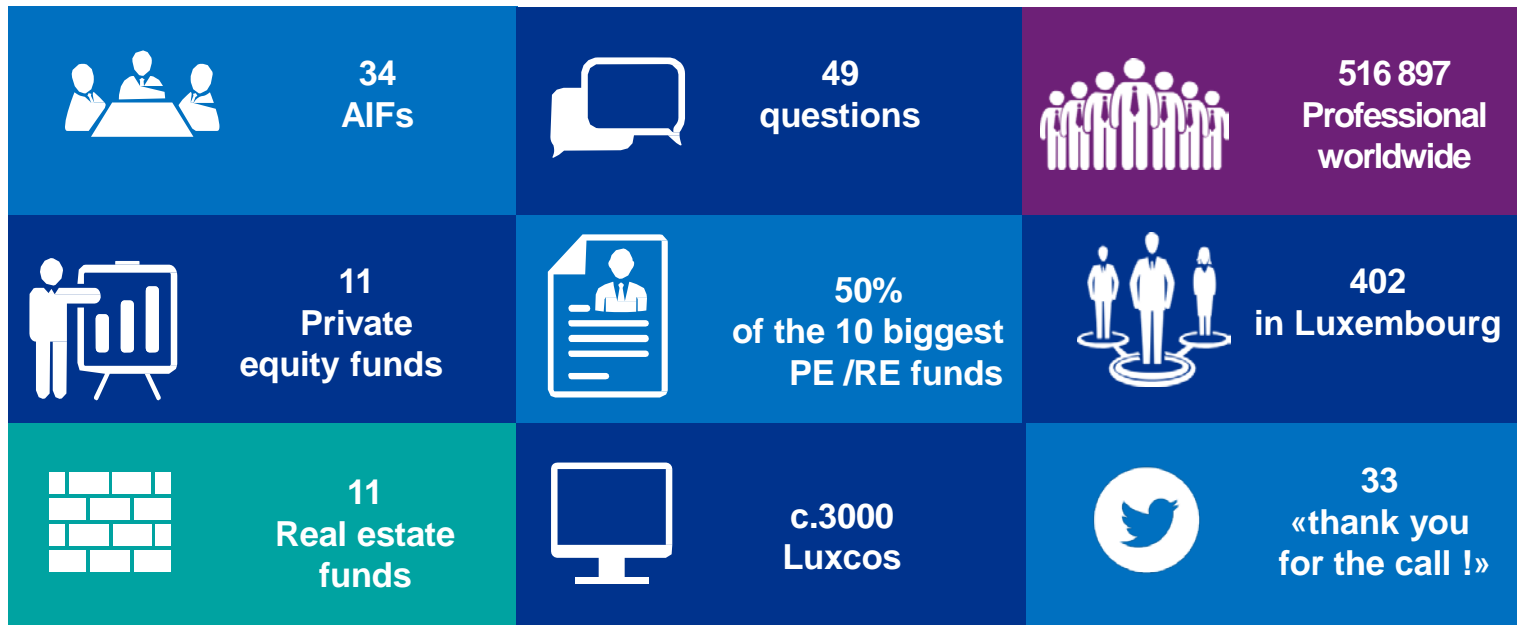 34
AIFs
49
questions
516 897
Professional
worldwide
11
Private
equity funds
50%
of the 10 biggest
PE /RE funds
402
in Luxembourg
11
Real estate
funds
c.3000
Luxcos
33
«thank you
for the call !»